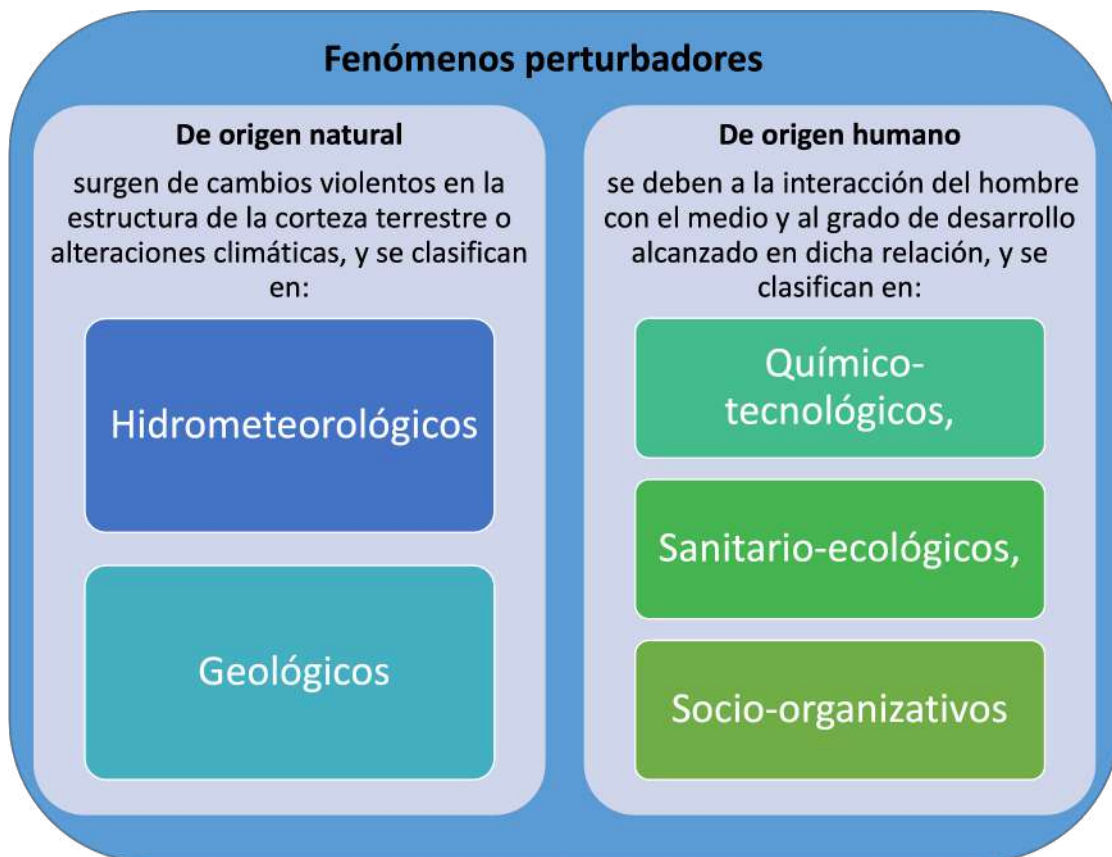 Fenómenos perturbadores
De origen natural
surgen de cambios violentos en la
estructura de la corteza terrestre o
alteraciones climáticas, y se clasifican
en:
Hidrometeorológicos
Geológicos
De origen humano
se deben a la interacción del hombre
con el medio y al grado de desarrollo
alcanzado en dicha relación, y se
clasifican en:
Químico-
tecnológicos,
Sanitario-ecológicos,
Socio-organizativos